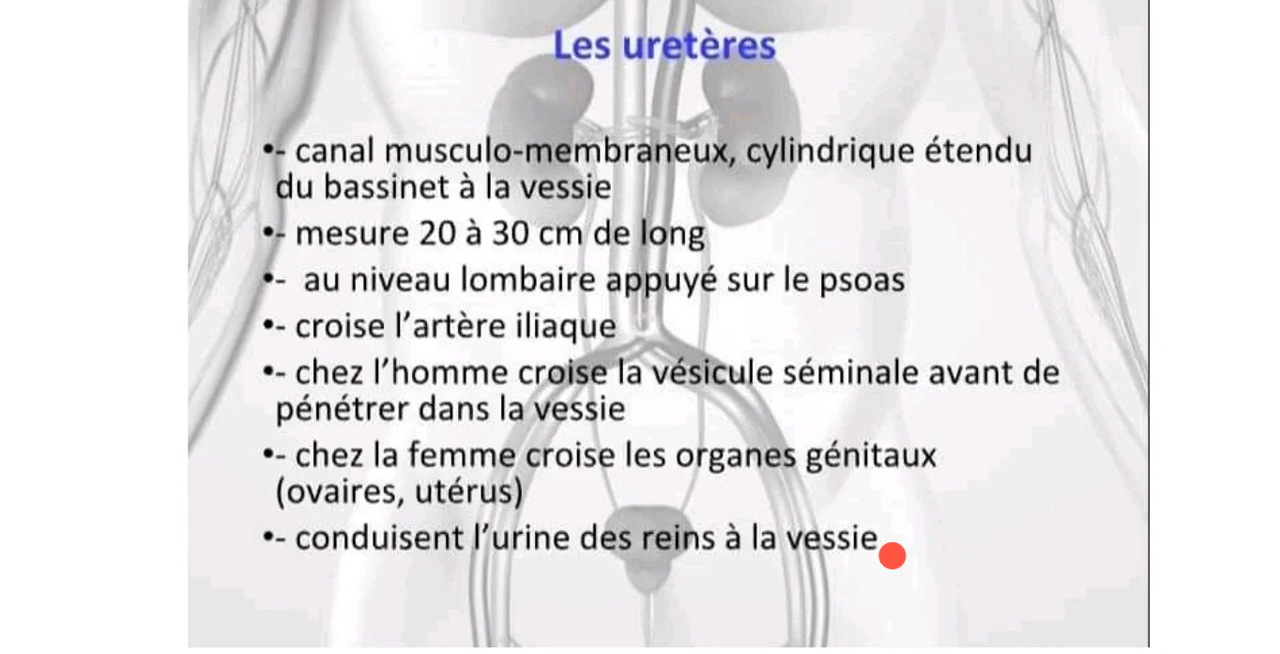 Les uretères
•- canal musculo-membraneux, cylindrique étendu
du bassinet à la vessie
•- mesure 20 à 30 cm de long
•- au niveau lombaire appuyé sur le psoas
•- croise l’artère iliaque
•- chez l’homme croise la vésicule séminale avant de
pénétrer dans la vessie
•- chez la femme croise les organes génitaux
(ovaires, utérus)
•- conduisent l’urine des reins à la vessie